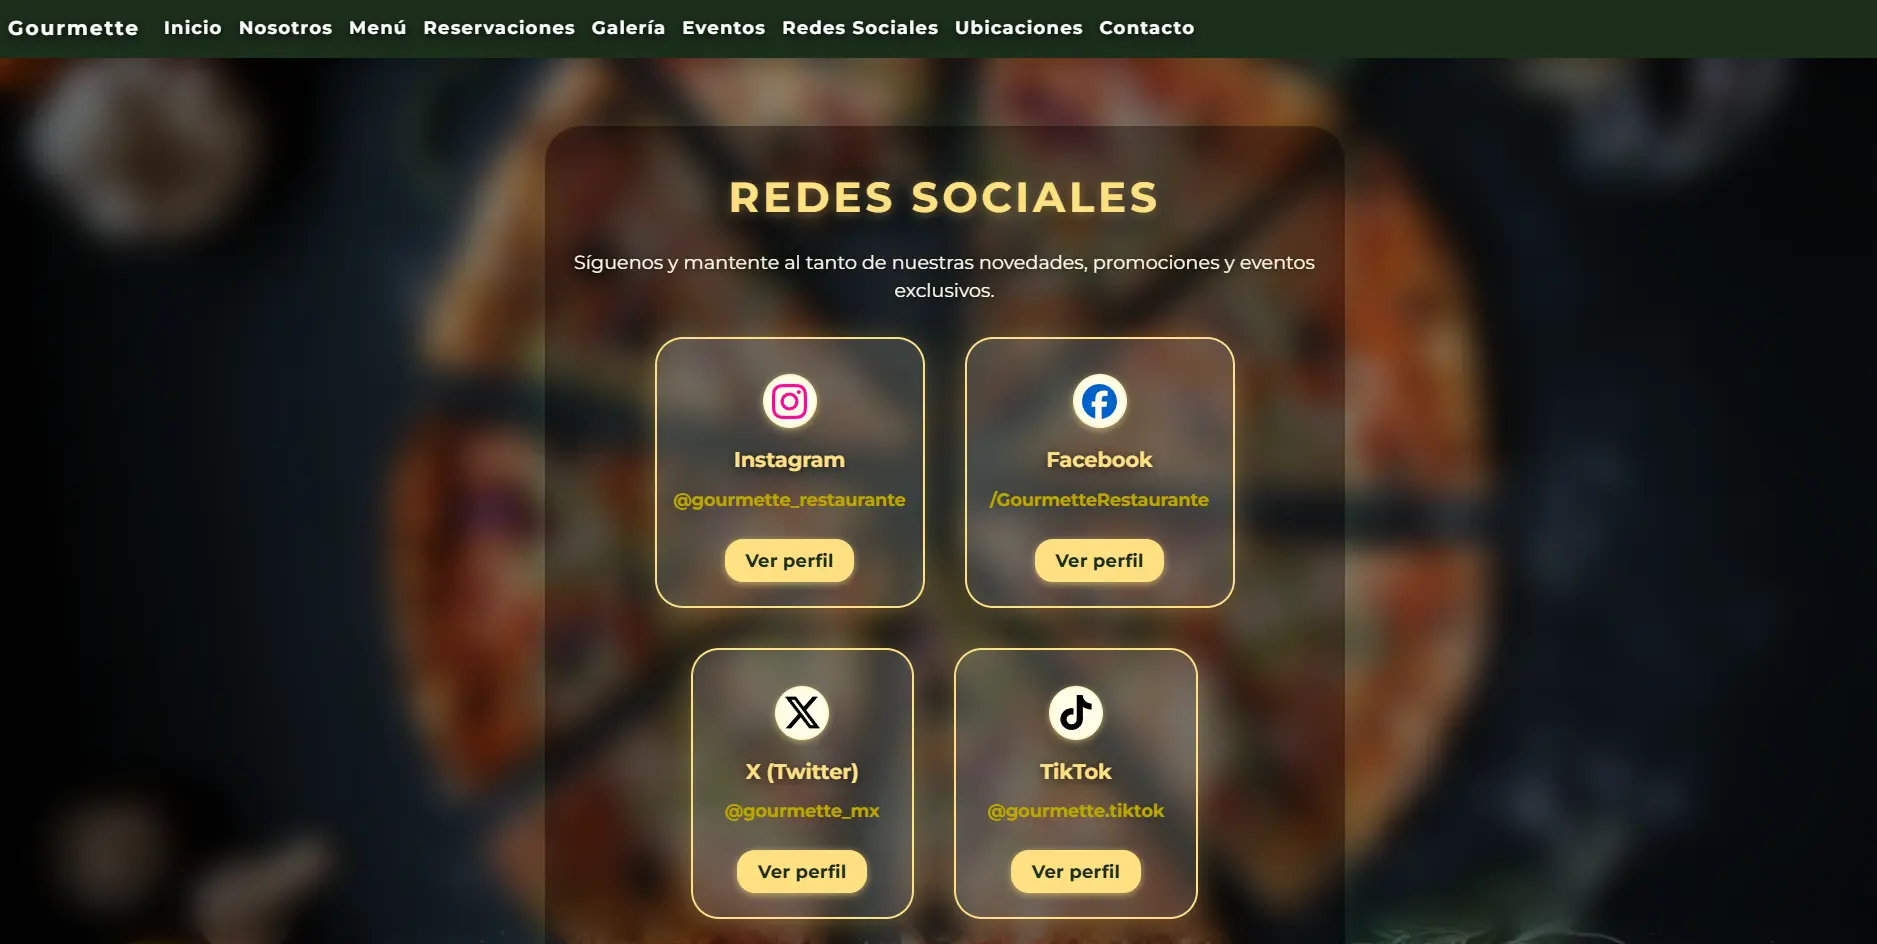 Gourmette Inicio Nosotros Menú Reservaciones Galería Eventos Redes Sociales Ubicaciones Contacto
REDES SOCIALES
Síguenos y mantente al tanto de nuestras novedades, promociones y eventos
exclusivos.
Instagram
@gourmette_restaurante
Ver perfil
Facebook
/GourmetteRestaurante
Ver perfil
X (Twitter)
@gourmette_mx
Ver perfil
TikTok
@gourmette.tiktok
Ver perfil